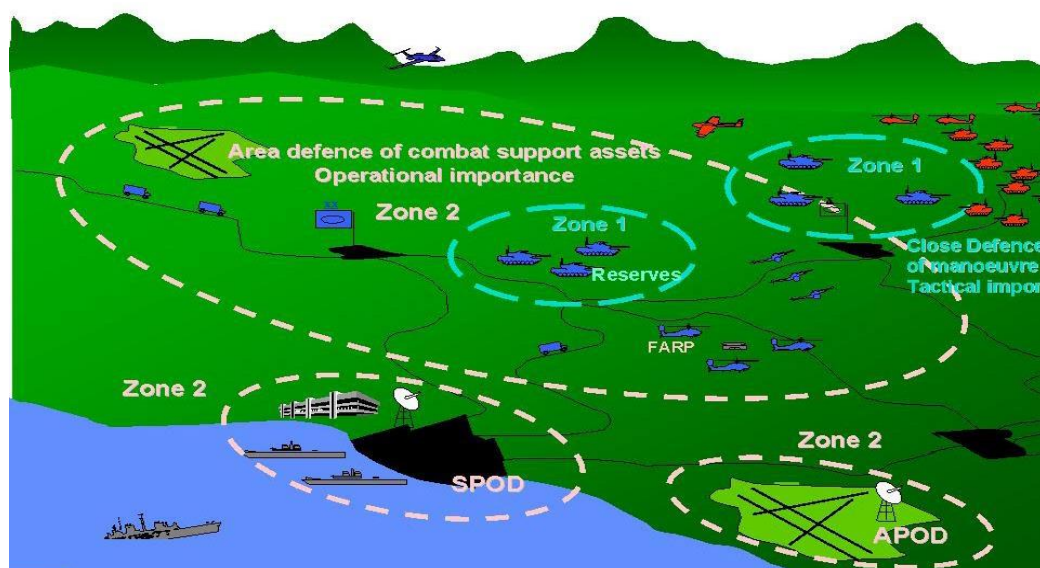 Area defence of combat support assets
Operational importance
Zone 1
Zone 2
XX
Zone 1
Reserves
Close Defence
of manoeuvre
Tactical impor
FARP
Zone 2
Zone 2
SPOD
APOD